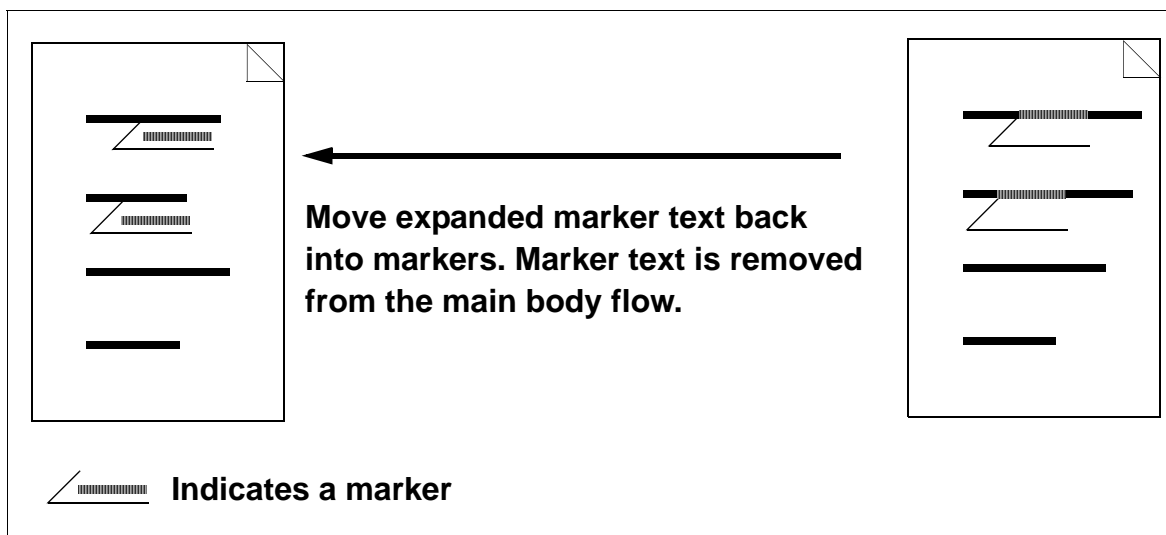 Move expanded marker text back
into markers. Marker text is removed
from the main body flow.
Indicates a marker